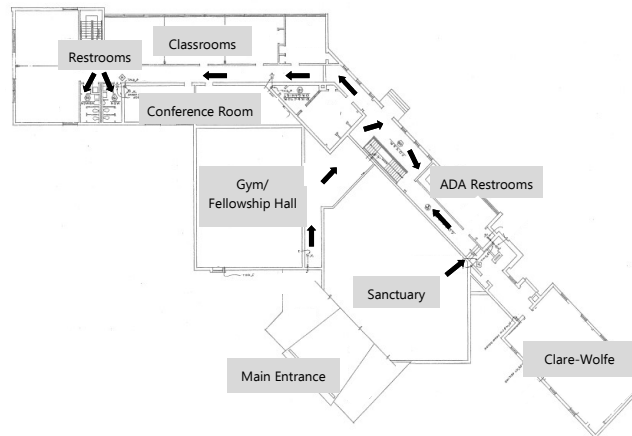 Classrooms
Restrooms
Conference Room
Gym/
Fellowship Hall
ADA Restrooms
Sanctuary
Main Entrance
Clare-Wolfe